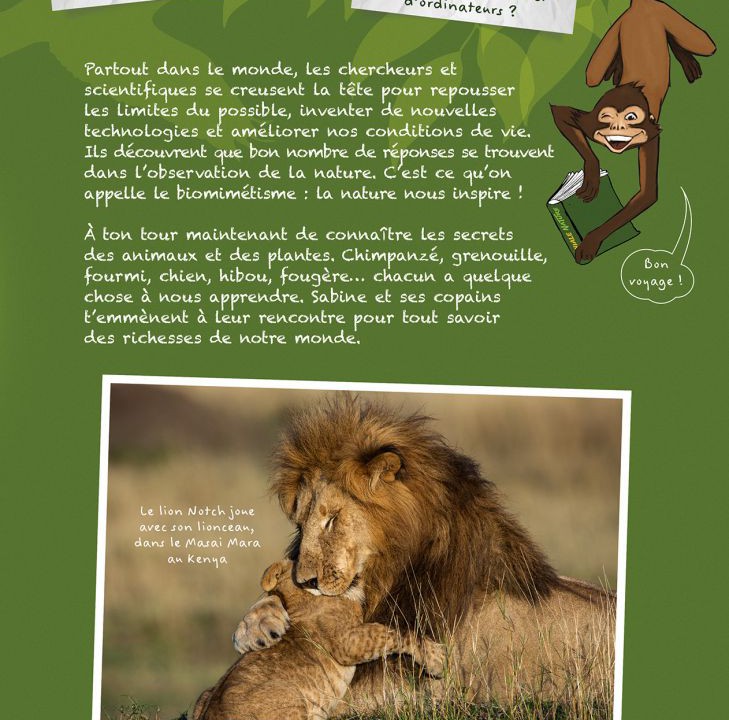 d'ordinateurs ?
Partout dans le monde, les chercheurs et
scientifiques se creusent la tête pour repousser
les limites du possible, inventer de nouvelles
technologies et améliorer nos conditions de vie.
Ils découvrent que bon nombre de réponses se trouvent
dans l'observation de la nature. C'est ce qu'on
appelle le biomimétisme : la nature nous inspire !
À ton tour maintenant de connaître les secrets
des animaux et des plantes. Chimpanzé, grenouille,
fourmi, chien, hibou, fougère... chacun a quelque
chose à nous apprendre. Sabine et ses copains
t'emmènent à leur rencontre pour tout savoir
des richesses de notre monde.
Bon
voyage !
Le lion Notch joue
avec son lionceau,
dans le Masai Mara
au Kenya